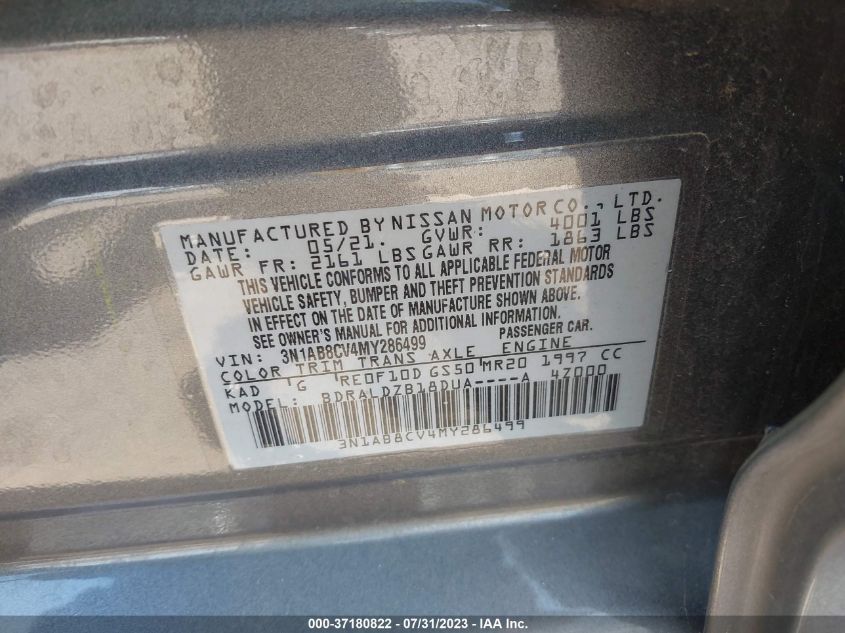 MANUFACTURED BY NISSAN MOTOR CO., LTD.
DATE: 05/21. GVWR: 4001 LBS
GAWR FR: 2161 LBS GAWR RR: 1863 LBS
THIS VEHICLE CONFORMS TO ALL APPLICABLE FEDERAL MOTOR
VEHICLE SAFETY, BUMPER AND THEFT PREVENTION STANDARDS
IN EFFECT ON THE DATE OF MANUFACTURE SHOWN ABOVE.
SEE OWNER'S MANUAL FOR ADDITIONAL INFORMATION.
VIN: 3N1AB8CV4MY286499 PASSENGER CAR.
COLOR TRIM TRANS AXLE ENGINE
KAD G RE0F10D GS50 MR20 1997 CC
MODEL: BDRALDZB18DUA----A 4Z000
3N1AB8CV4MY286499
000-37180822 - 07/31/2023 - IAA Inc.